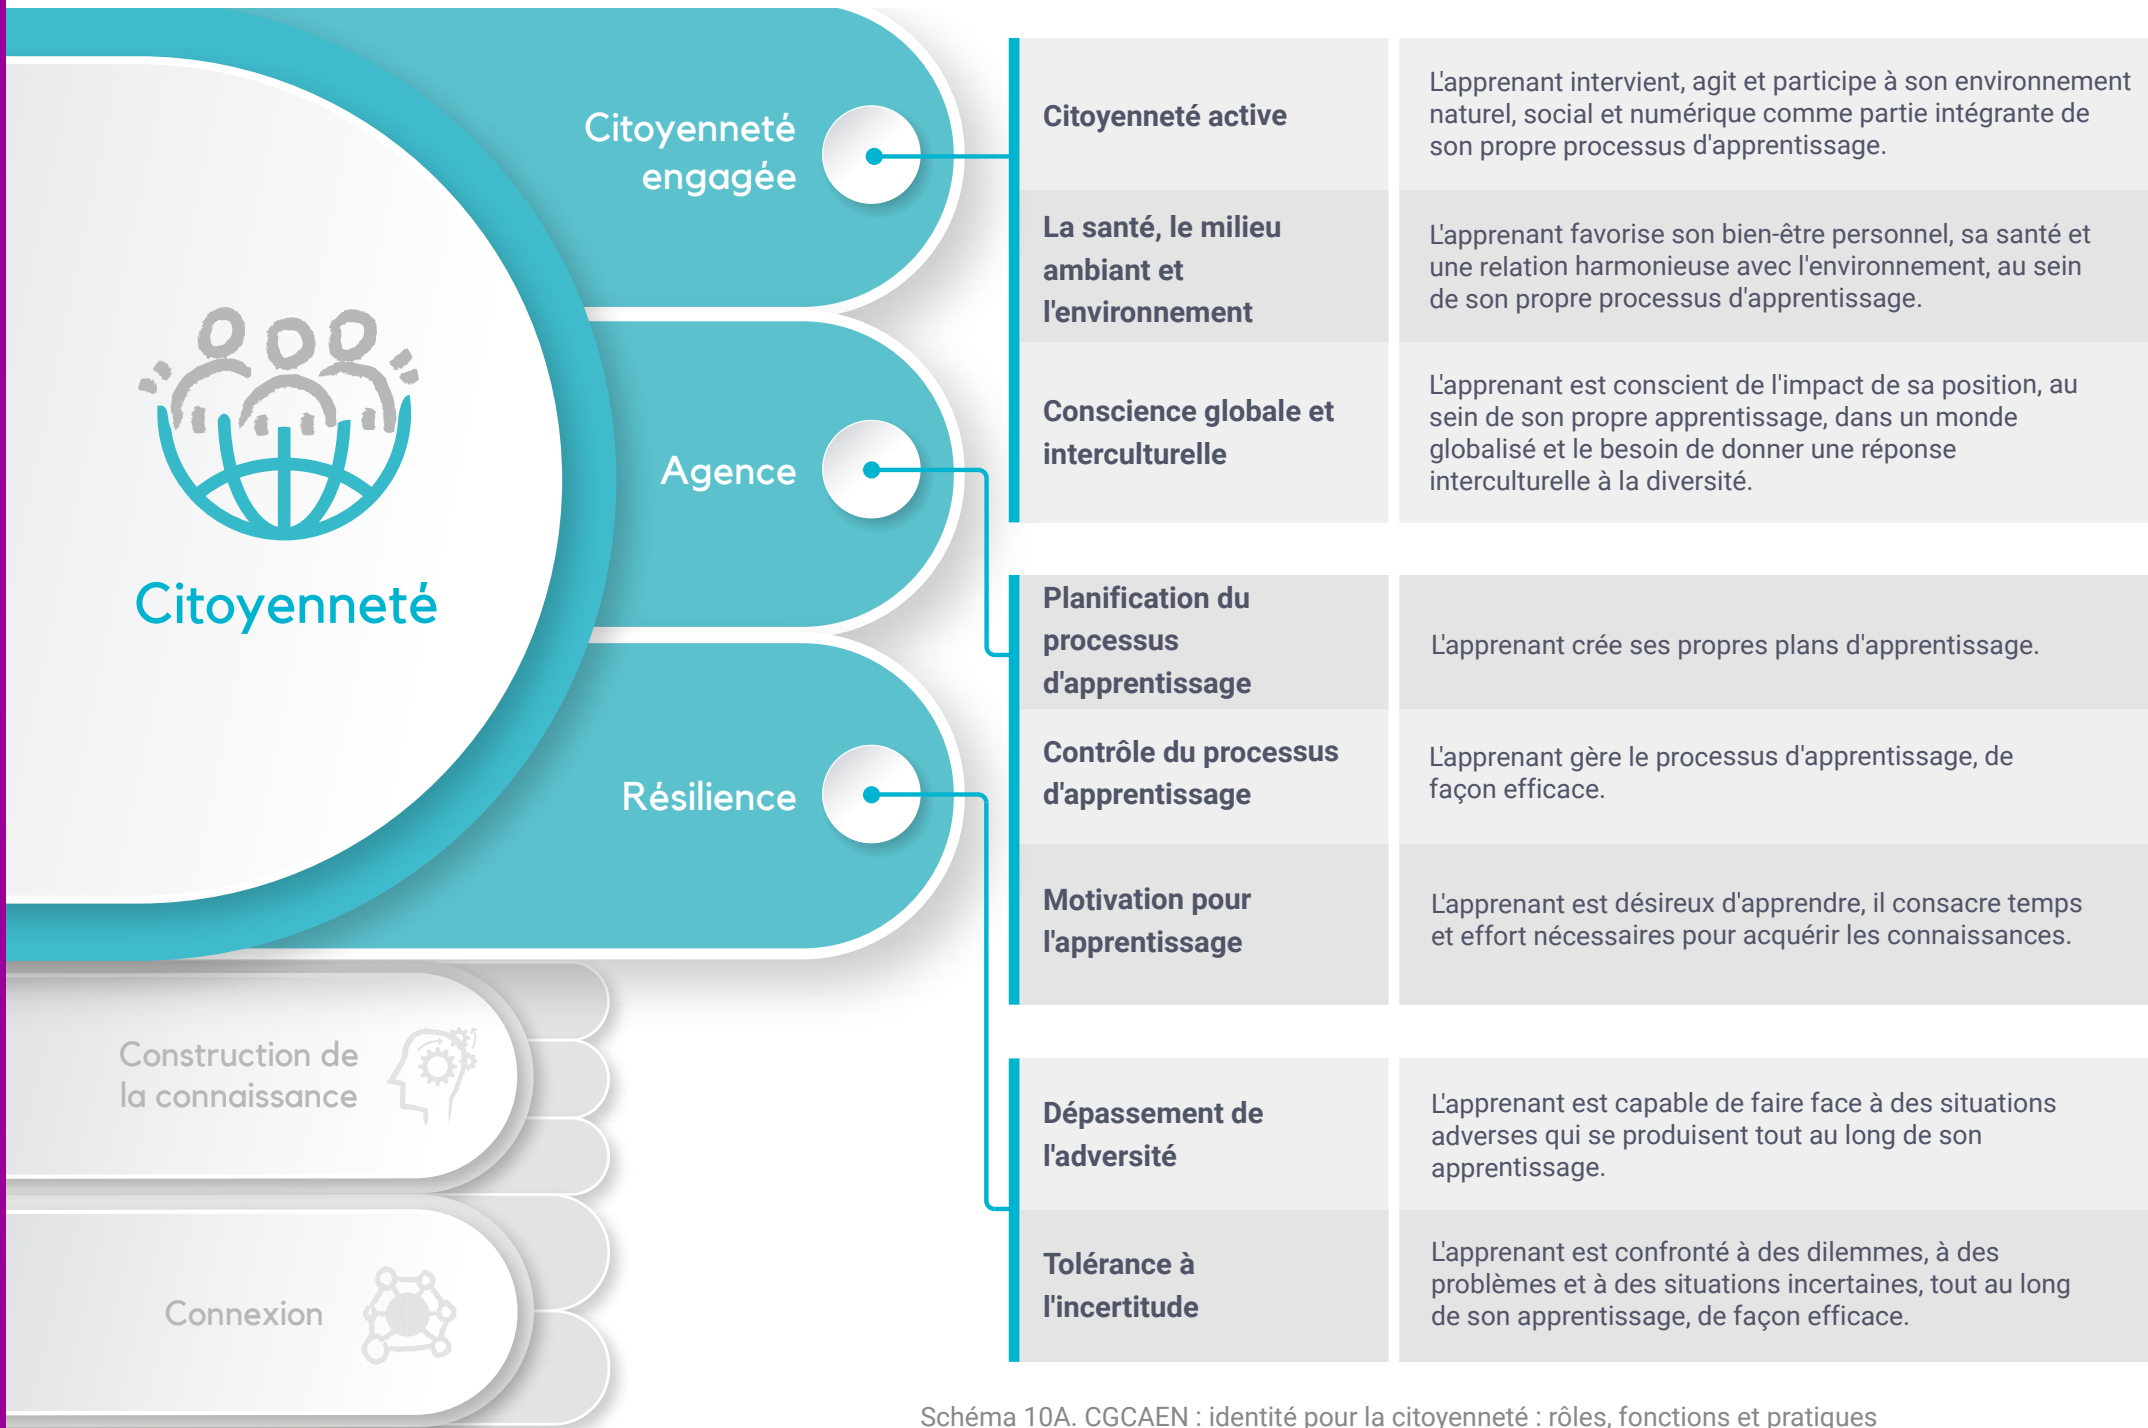 Citoyenneté
Citoyenneté
engagée
Agence
Résilience
Construction de
la connaissance
Connexion
Citoyenneté active
L'apprenant intervient, agit et participe à son environnement
naturel, social et numérique comme partie intégrante de
son propre processus d'apprentissage.
La santé, le milieu
ambiant et
l'environnement
L'apprenant favorise son bien-être personnel, sa santé et
une relation harmonieuse avec l'environnement, au sein
de son propre processus d'apprentissage.
Conscience globale et
interculturelle
L'apprenant est conscient de l'impact de sa position, au
sein de son propre apprentissage, dans un monde
globalisé et le besoin de donner une réponse
interculturelle à la diversité.
Planification du
processus
d'apprentissage
L'apprenant crée ses propres plans d'apprentissage.
Contrôle du processus
d'apprentissage
L'apprenant gère le processus d'apprentissage, de
façon efficace.
Motivation pour
l'apprentissage
L'apprenant est désireux d'apprendre, il consacre temps
et effort nécessaires pour acquérir les connaissances.
Dépassement de
l'adversité
L'apprenant est capable de faire face à des situations
adverses qui se produisent tout au long de son
apprentissage.
Tolérance à
l'incertitude
L'apprenant est confronté à des dilemmes, à des
problèmes et à des situations incertaines, tout au long
de son apprentissage, de façon efficace.
Schéma 10A. CGCAEN : identité pour la citoyenneté : rôles, fonctions et pratiques